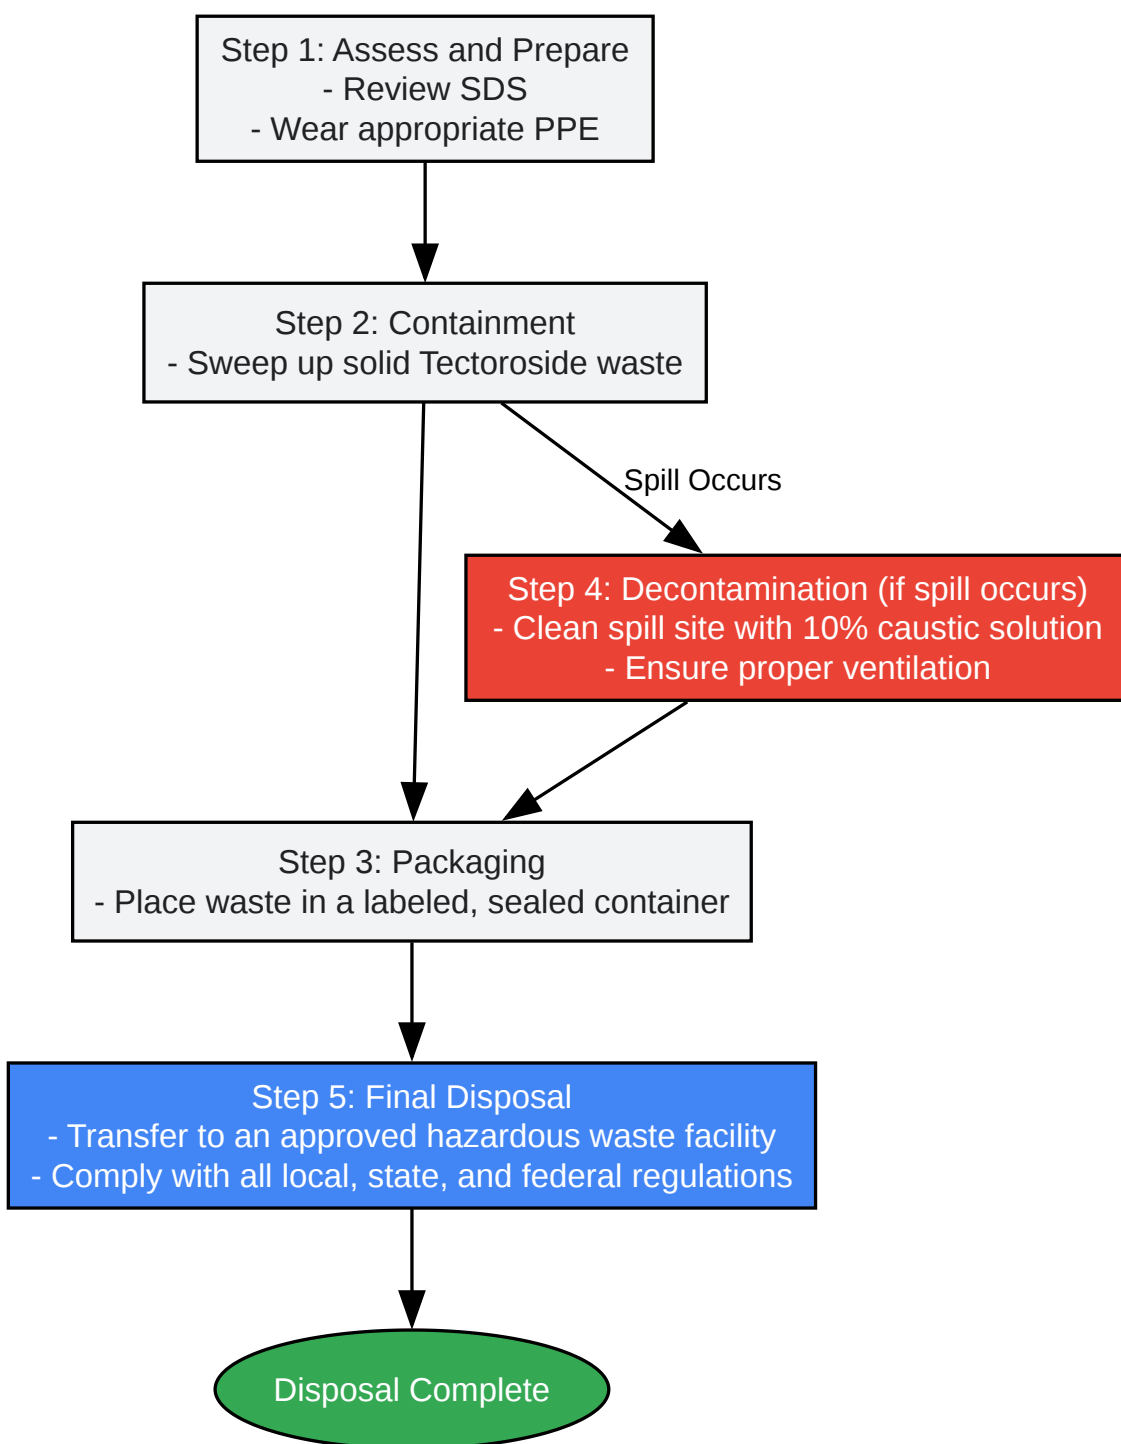 Step 1: Assess and Prepare
- Review SDS
- Wear appropriate PPE
Step 2: Containment
- Sweep up solid Tectoroside waste
Spill Occurs
Step 4: Decontamination (if spill occurs)
- Clean spill site with 10% caustic solution
- Ensure proper ventilation
Step 3: Packaging
- Place waste in a labeled, sealed container
Step 5: Final Disposal
- Transfer to an approved hazardous waste facility
- Comply with all local, state, and federal regulations
Disposal Complete